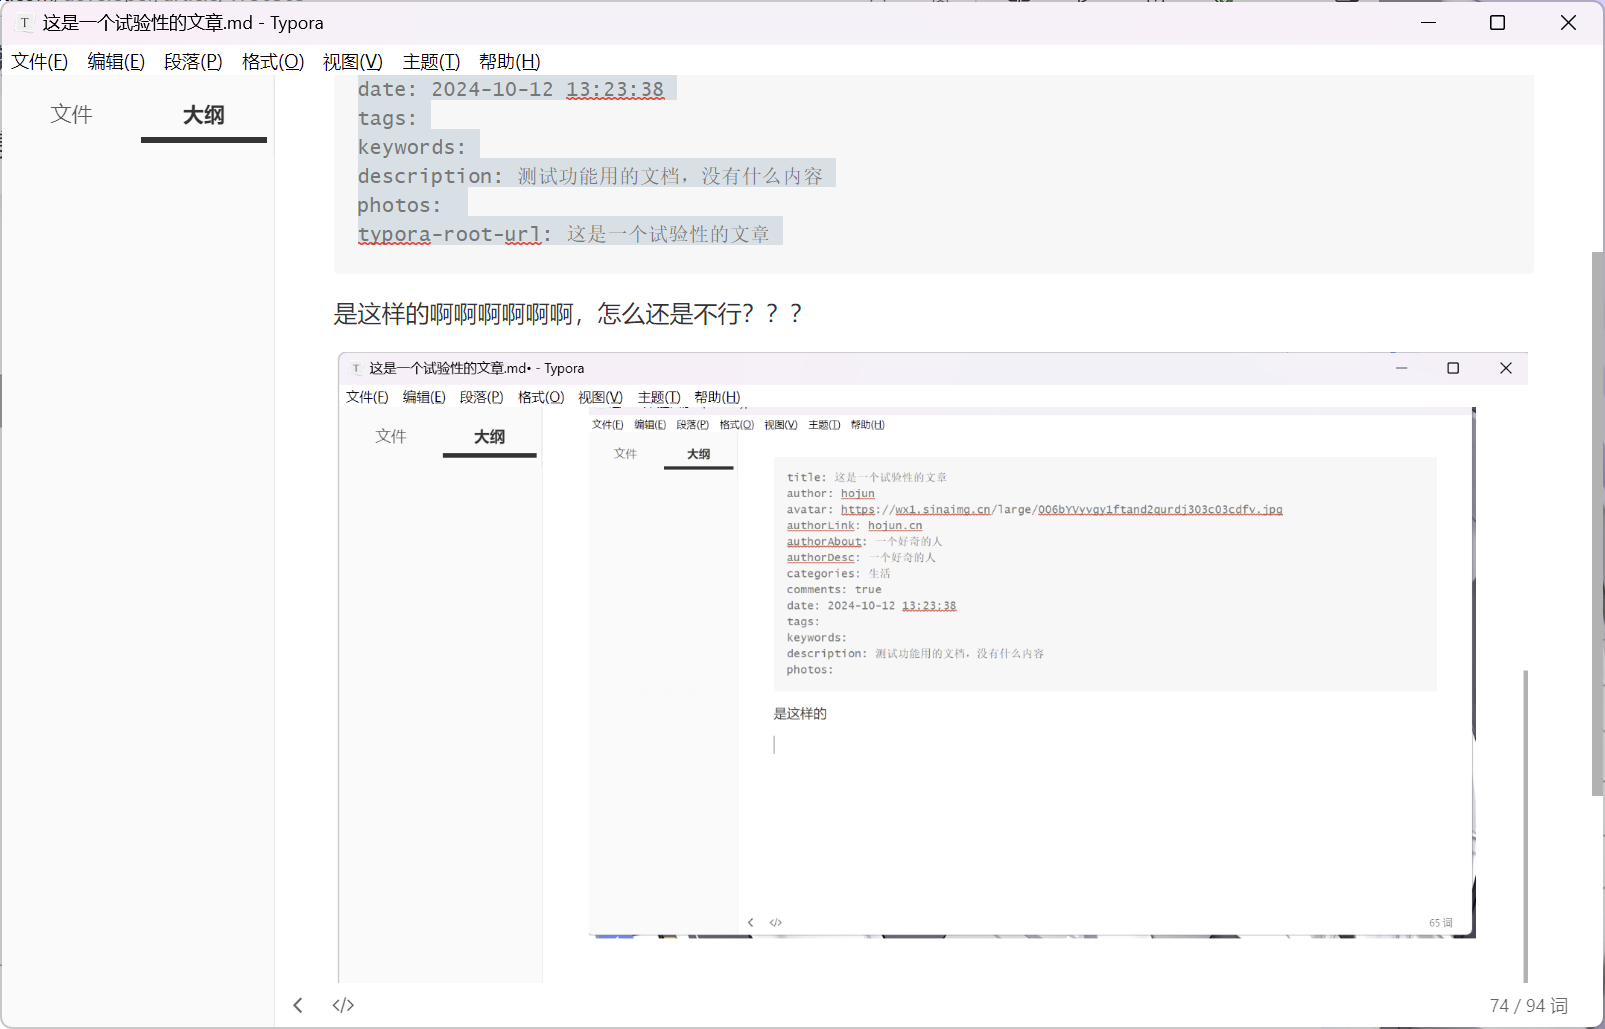 这是一个试验性的文章.md - Typora
文件(F) 编辑(E) 段落(P) 格式(O) 视图(V) 主题(T) 帮助(H)
文件 大纲
date: 2024-10-12 13:23:38
tags:
keywords:
description: 测试功能用的文档，没有什么内容
photos:
typora-root-url: 这是一个试验性的文章
是这样的啊啊啊啊啊啊，怎么还是不行？？？
这是一个试验性的文章.md• - Typora
文件(F) 编辑(E) 段落(P) 格式(O) 视图(V) 主题(T) 帮助(H)
文件 大纲
文件(F) 编辑(E) 段落(P) 格式(O) 视图(V) 主题(T) 帮助(H)
文件 大纲
title: 这是一个试验性的文章
author: hojun
avatar: https://wx1.sinaimg.cn/large/006bYVyvgy1ftand2qurdj303c03cdfv.jpg
authorLink: hojun.cn
authorAbout: 一个好奇的人
authorDesc: 一个好奇的人
categories: 生活
comments: true
date: 2024-10-12 13:23:38
tags:
keywords:
description: 测试功能用的文档，没有什么内容
photos:
是这样的
</> 65 词
</> 74 / 94 词